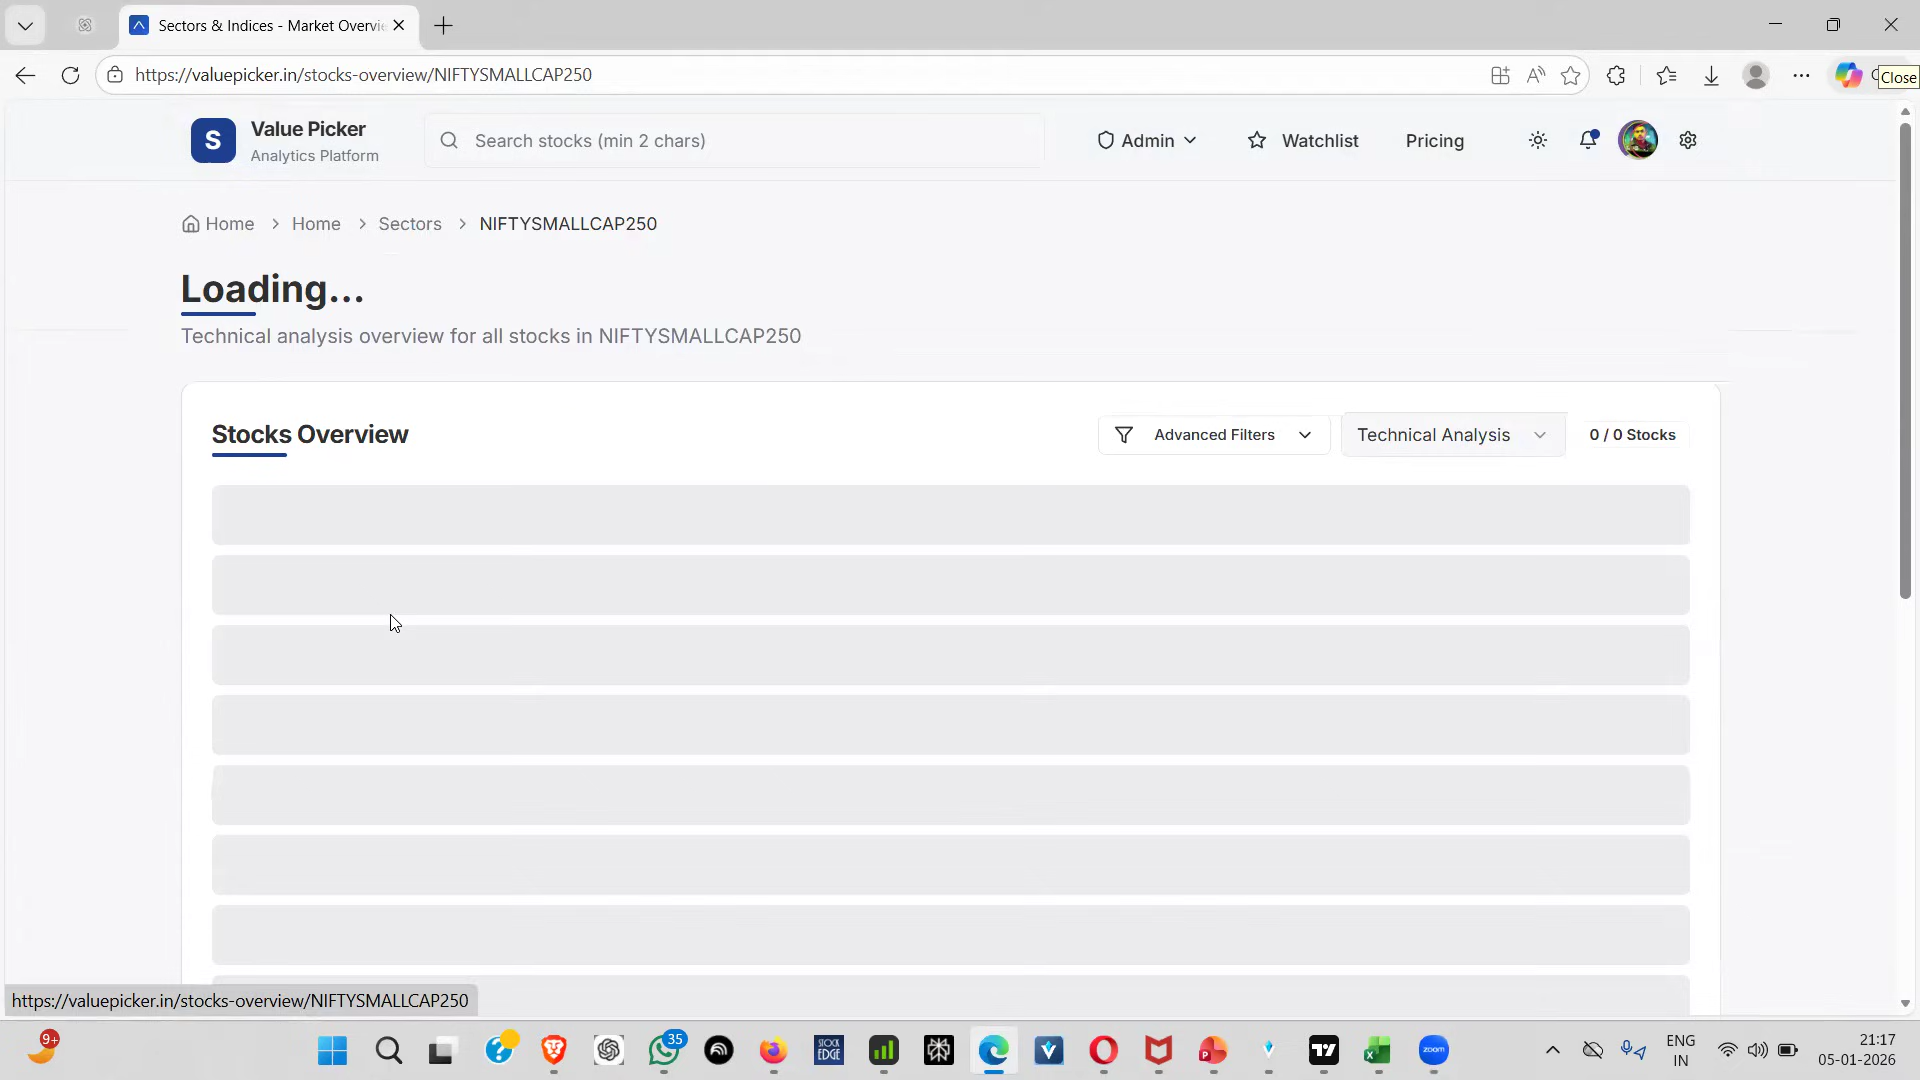 Sectors & Indices - Market Overvie
https://valuepicker.in/stocks-overview/NIFTYSMALLCAP250
Close
S
Value Picker
Analytics Platform
Search stocks (min 2 chars)
Admin
Watchlist
Pricing
Home
Home
Sectors
NIFTYSMALLCAP250
Loading...
Technical analysis overview for all stocks in NIFTYSMALLCAP250
Stocks Overview
Advanced Filters
Technical Analysis
0 / 0 Stocks
https://valuepicker.in/stocks-overview/NIFTYSMALLCAP250
9+
35
STOCK
EDGE
zoom
ENG
IN
21:17
05-01-2026